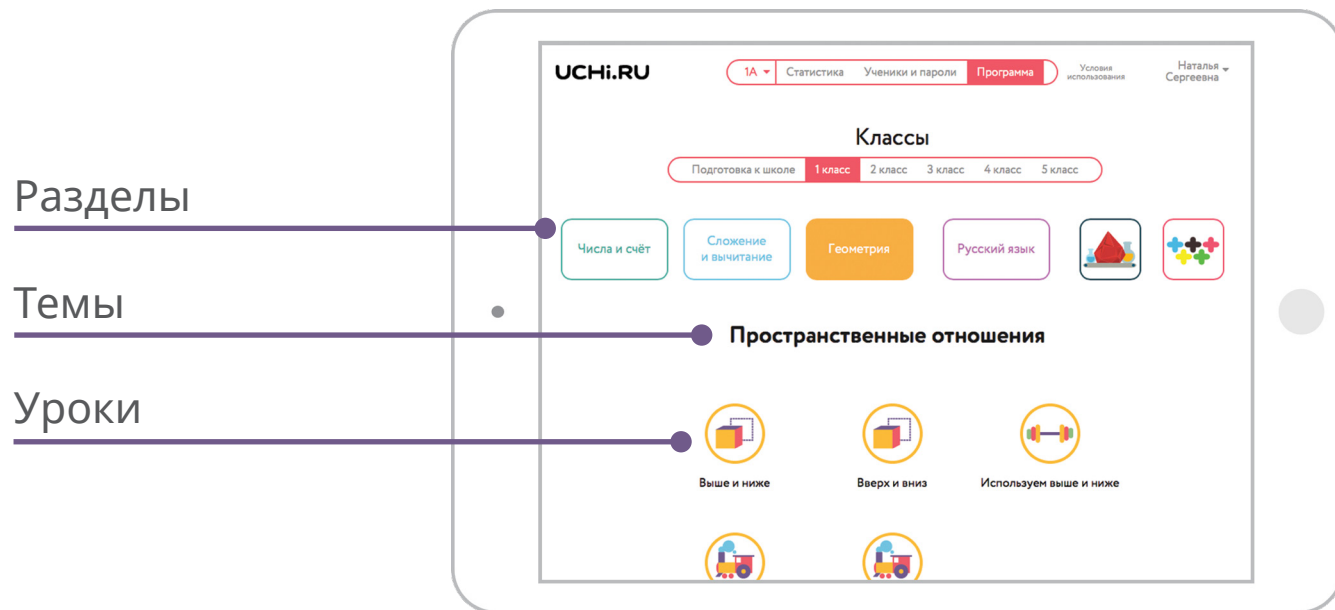 UCHi.RU
1А Статистика Ученики и пароли Программа
Условия
использования
Наталья
Сергеевна
Классы
Подготовка к школе 1 класс 2 класс 3 класс 4 класс 5 класс
Разделы
Числа и счёт
Сложение
и вычитание
Геометрия
Русский язык
Темы
Пространственные отношения
Уроки
Выше и ниже
Вверх и вниз
Используем выше и ниже